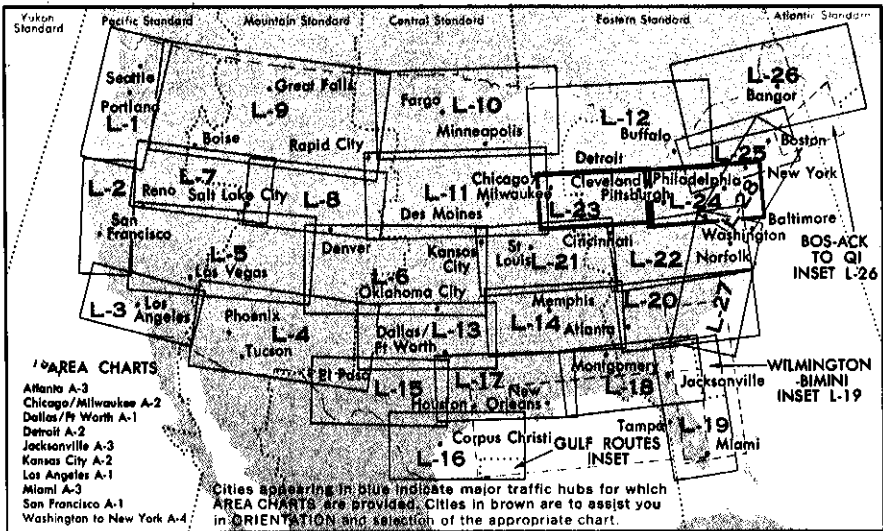 Yukon Standard
Pacific Standard
Mountain Standard
Central Standard
Eastern Standard
Atlantic Standard
Seattle
Portland
L-1
Great Falls
L-9
Boise
Rapid City
Fargo
L-10
Minneapolis
L-12
Buffalo
Detroit
L-26
Bangor
Boston
L-25
New York
L-2
San Francisco
Reno
L-7
Salt Lake City
L-8
Denver
L-11
Des Moines
Chicago/
Milwaukee
L-23
Cleveland
Pittsburgh
Philadelphia
L-24
L-28
Baltimore
Washington
Norfolk
BOS-ACK
TO QI
INSET L-26
L-5
Las Vegas
L-6
Oklahoma City
Kansas City
St Louis
L-21
Cincinnati
L-22
L-3
Los Angeles
Phoenix
L-4
Tucson
El Paso
Dallas/
Ft Worth
L-13
Memphis
L-14
Atlanta
L-20
L-27
L-15
L-17
Houston
New Orleans
Montgomery
L-18
Jacksonville
WILMINGTON
-BIMINI
INSET L-19
Corpus Christi
L-16
GULF ROUTES
INSET
Tampa
L-19
Miami
AREA CHARTS
Atlanta A-3
Chicago/Milwaukee A-2
Dallas/Ft Worth A-1
Detroit A-2
Jacksonville A-3
Kansas City A-2
Los Angeles A-1
Miami A-3
San Francisco A-1
Washington to New York A-4
Cities appearing in blue indicate major traffic hubs for which
AREA CHARTS are provided. Cities in brown are to assist you
in ORIENTATION and selection of the appropriate chart.